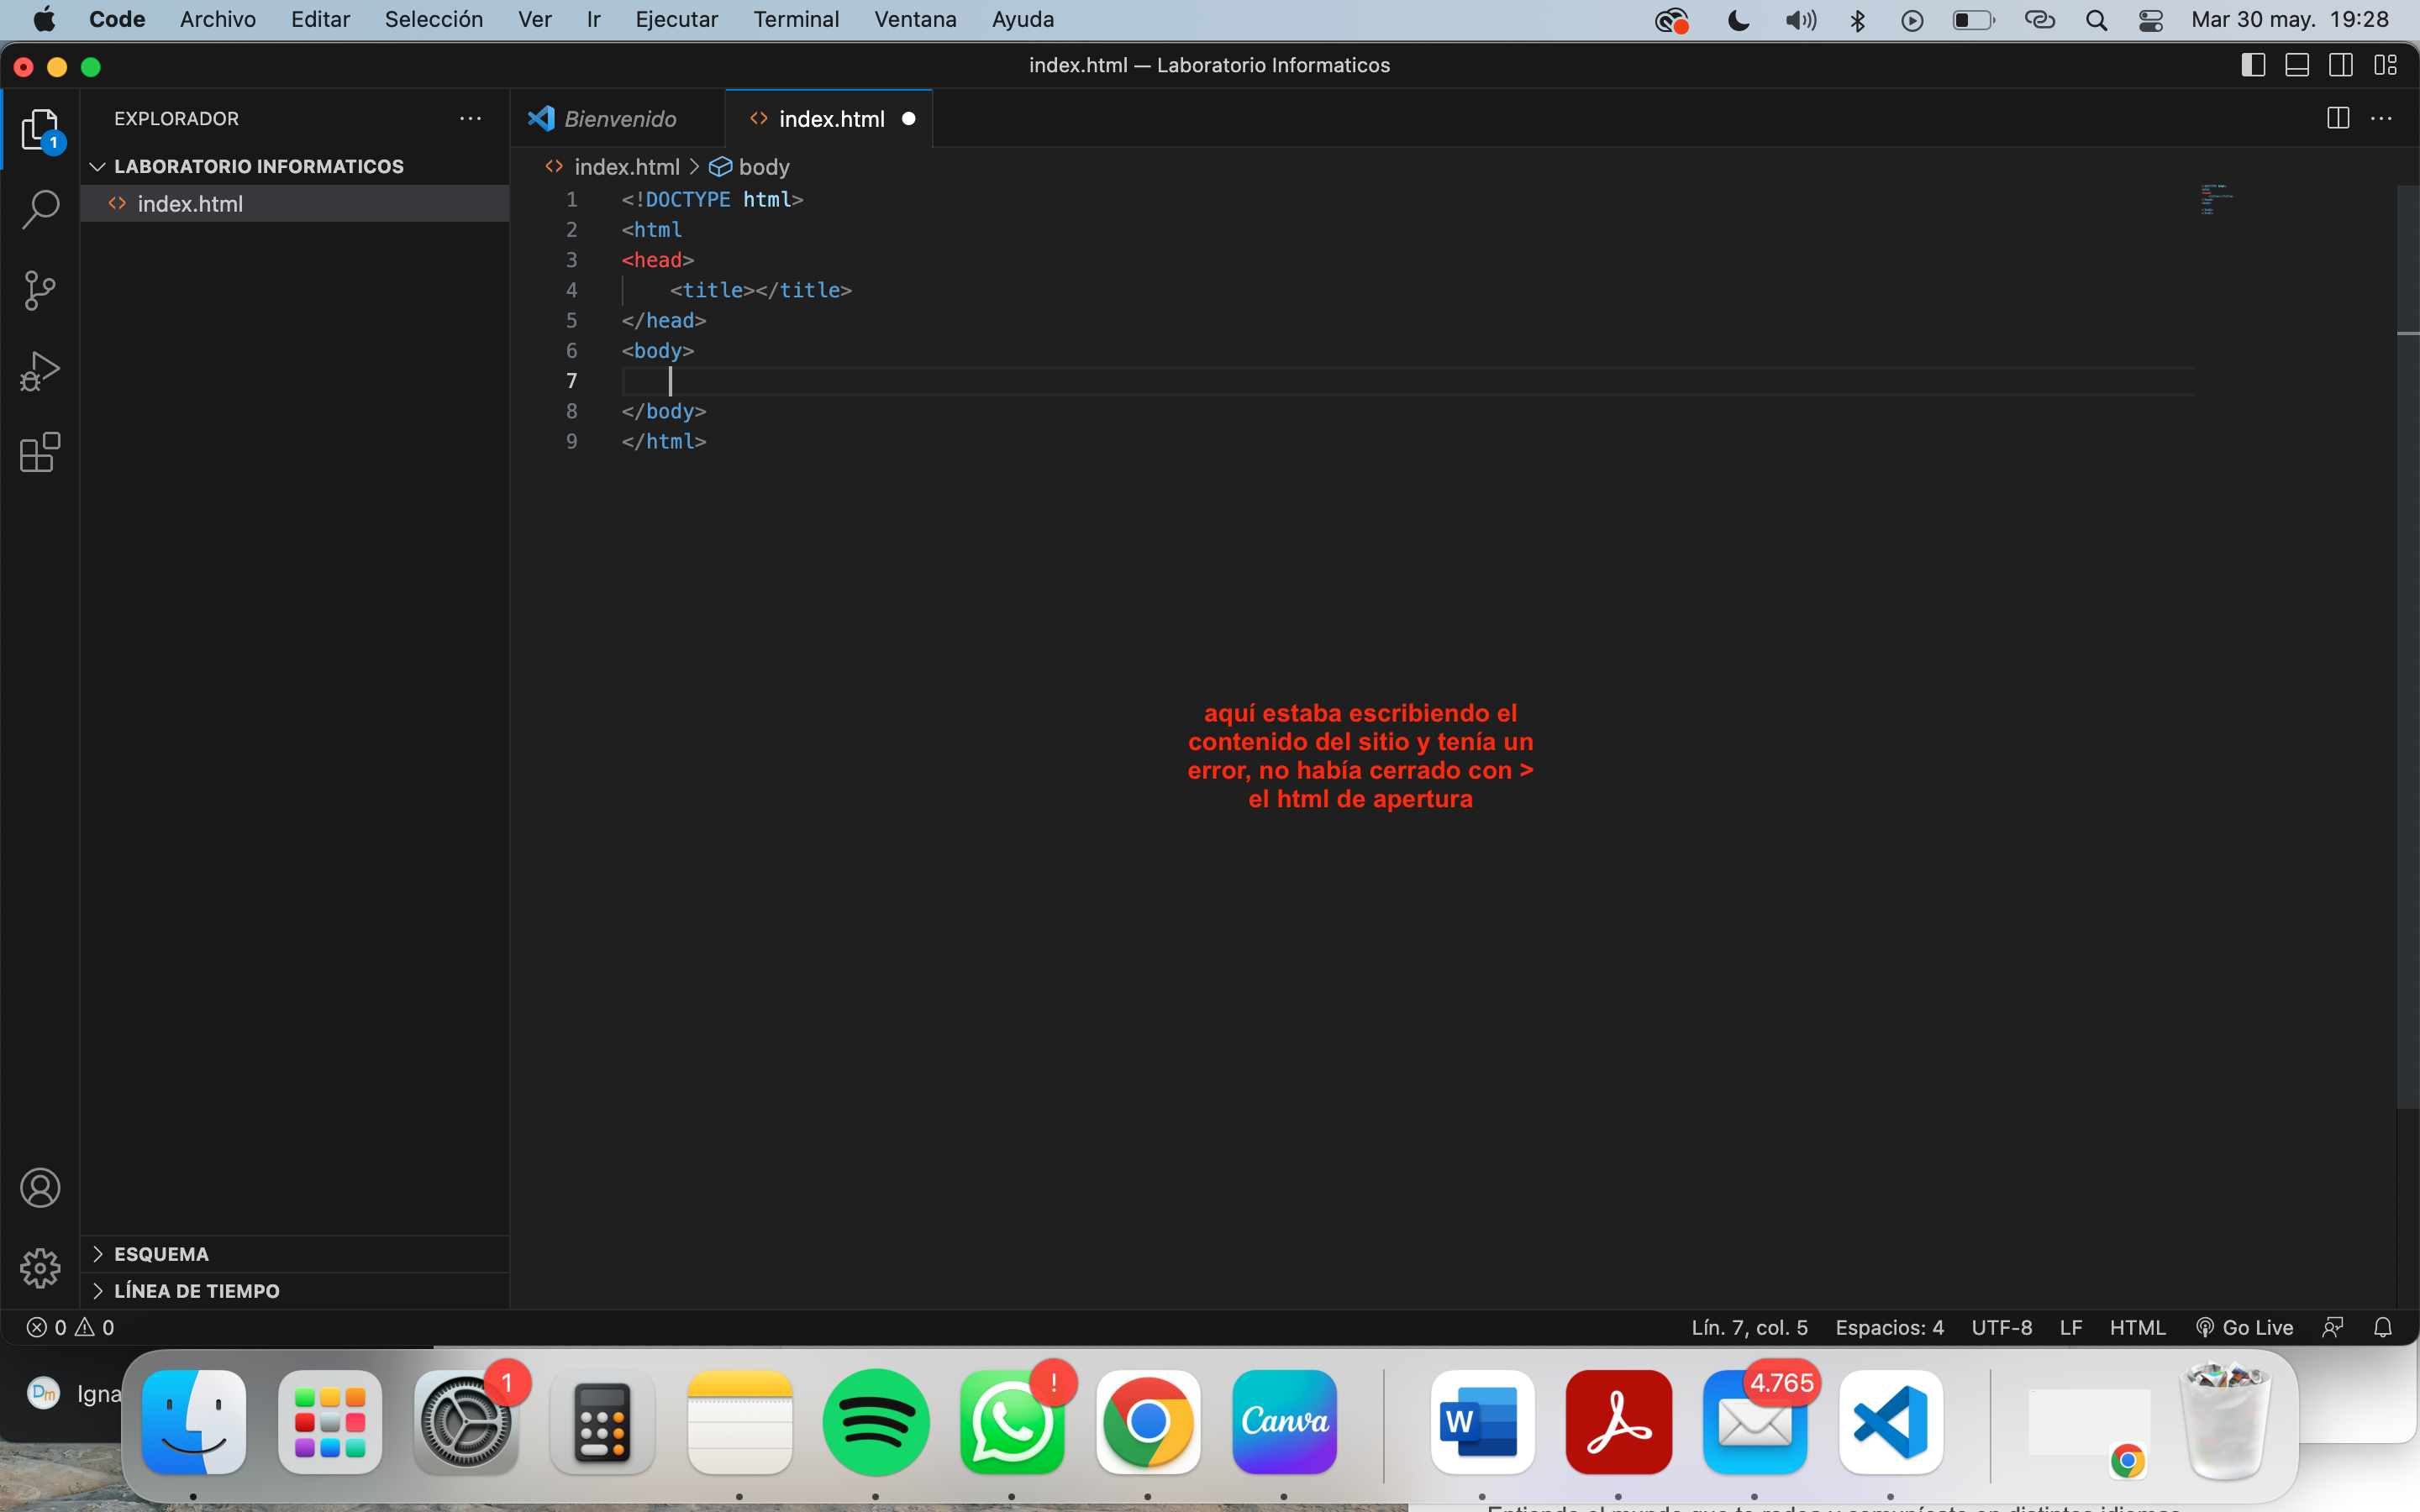 Code Archivo Editar Selección Ver Ir Ejecutar Terminal Ventana Ayuda Mar 30 may. 19:28
index.html — Laboratorio Informaticos
EXPLORADOR
1
Bienvenido
index.html
LABORATORIO INFORMATICOS
index.html
index.html > body
1 <!DOCTYPE html>
2 <html
3 <head>
4 <title></title>
5 </head>
6 <body>
7
8 </body>
9 </html>
aquí estaba escribiendo el
contenido del sitio y tenía un
error, no había cerrado con >
el html de apertura
ESQUEMA
LÍNEA DE TIEMPO
0 0 Lín. 7, col. 5 Espacios: 4 UTF-8 LF HTML Go Live
Dm Igna
1
!
Canva
W
4.765
Entiende el mundo que te rodea y comunícate en distintos idiomas